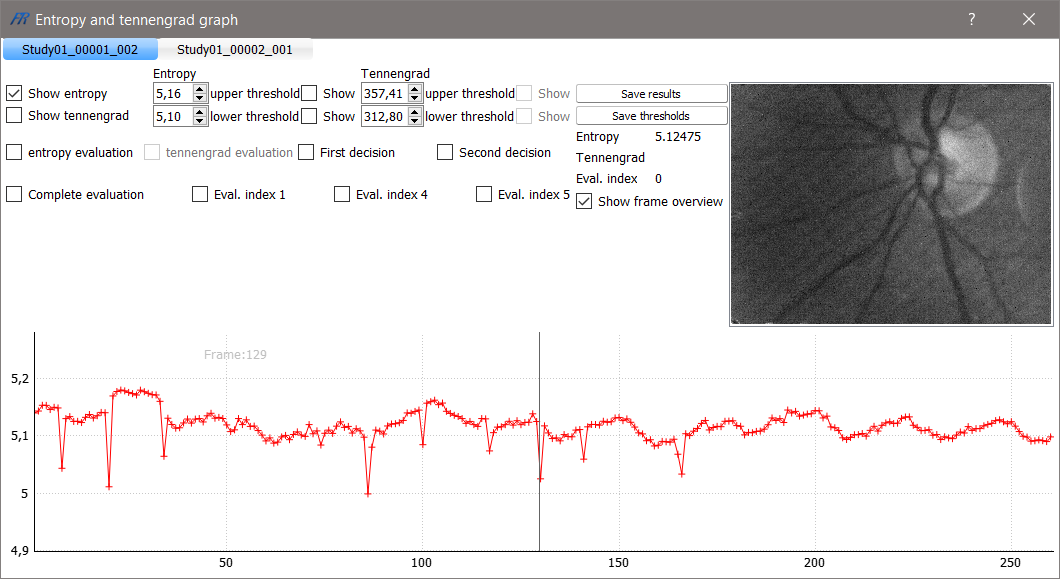 Entropy and tennengrad graph ?
Study01_00001_002 Study01_00002_001
Entropy Tennengrad
Show entropy 5,16 upper threshold Show 357,41 upper threshold Show Save results
Show tennengrad 5,10 lower threshold Show 312,80 lower threshold Show Save thresholds
Entropy 5.12475
entropy evaluation tennengrad evaluation First decision Second decision Tennengrad
Eval. index 0
Complete evaluation Eval. index 1 Eval. index 4 Eval. index 5 Show frame overview
Frame:129
5,2
5,1
5
4,9
50 100 150 200 250